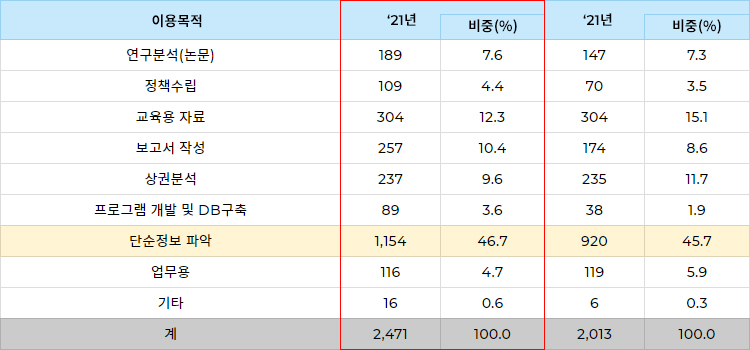 이용목적 ‘21년 비중(%) ‘21년 비중(%)
연구분석(논문) 189 7.6 147 7.3
정책수립 109 4.4 70 3.5
교육용 자료 304 12.3 304 15.1
보고서 작성 257 10.4 174 8.6
상권분석 237 9.6 235 11.7
프로그램 개발 및 DB구축 89 3.6 38 1.9
단순정보 파악 1,154 46.7 920 45.7
업무용 116 4.7 119 5.9
기타 16 0.6 6 0.3
계 2,471 100.0 2,013 100.0